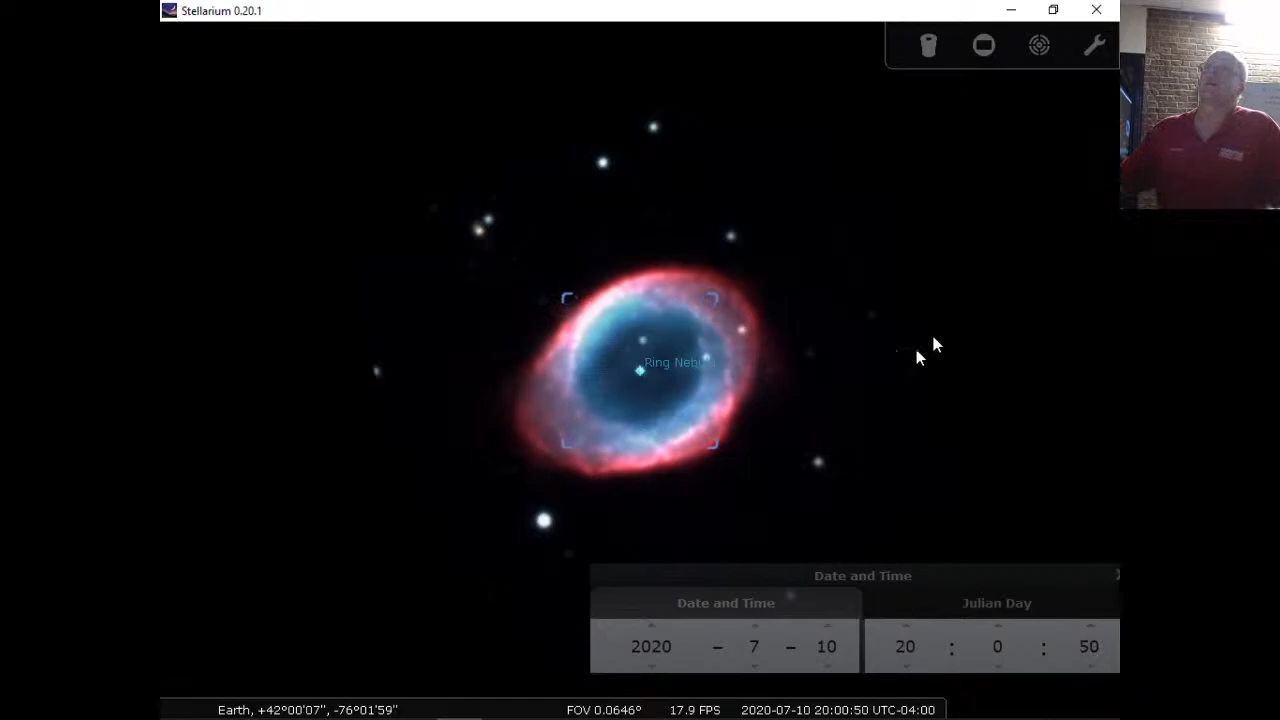 Stellarium 0.20.1
Ring Neb
Date and Time
Date and Time
Julian Day
2020 - 7 - 10
20 : 0 : 50
Earth, +42°00'07", -76°01'59"
FOV 0.0646°
17.9 FPS
2020-07-10 20:00:50 UTC-04:00